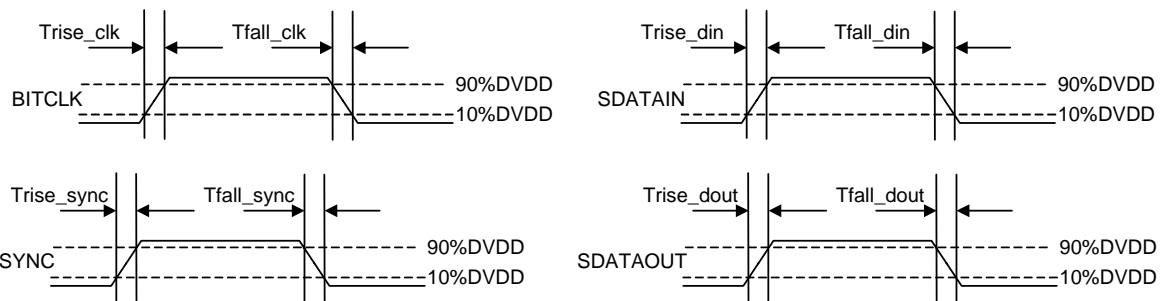 Trise_clk Tfall_clk
90%DVDD
BITCLK
10%DVDD
Trise_din Tfall_din
90%DVDD
SDATAIN
10%DVDD
Trise_sync Tfall_sync
90%DVDD
SYNC
10%DVDD
Trise_dout Tfall_dout
90%DVDD
SDATAOUT
10%DVDD